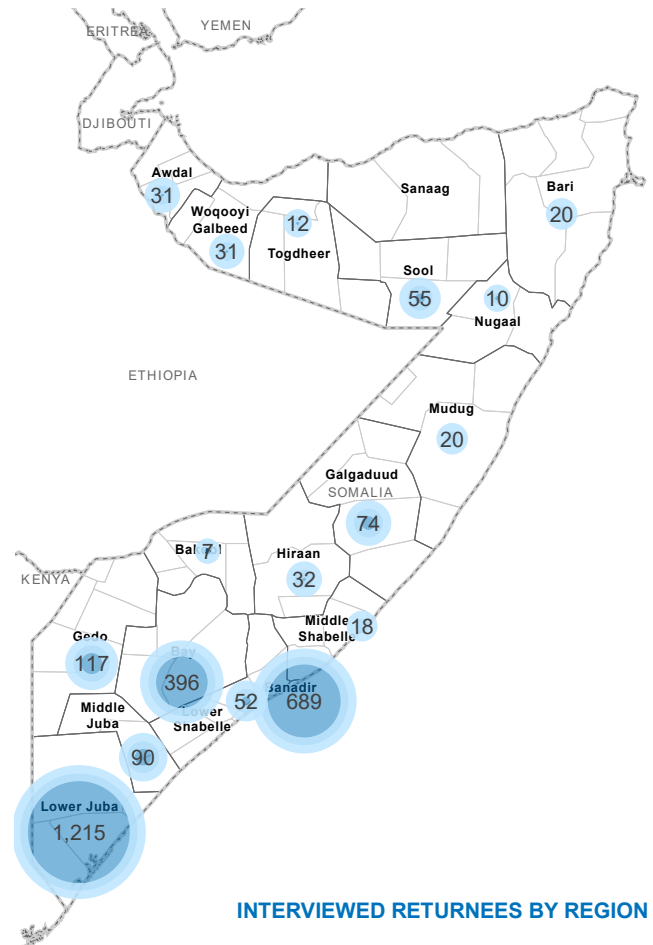 ERITREA
YEMEN
DJIBOUTI
Awdal
31
Woqooyi
Galbeed
31
12
Togdheer
Sanaag
Bari
20
Sool
55
10
Nugaal
ETHIOPIA
Mudug
20
Galgaduud
SOMALIA
74
7
Hiraan
32
KENYA
Middle
Shabelle
18
Gedo
117
Bay
396
Banadir
689
52
Lower
Shabelle
Middle
Juba
90
Lower Juba
1,215
INTERVIEWED RETURNEES BY REGION